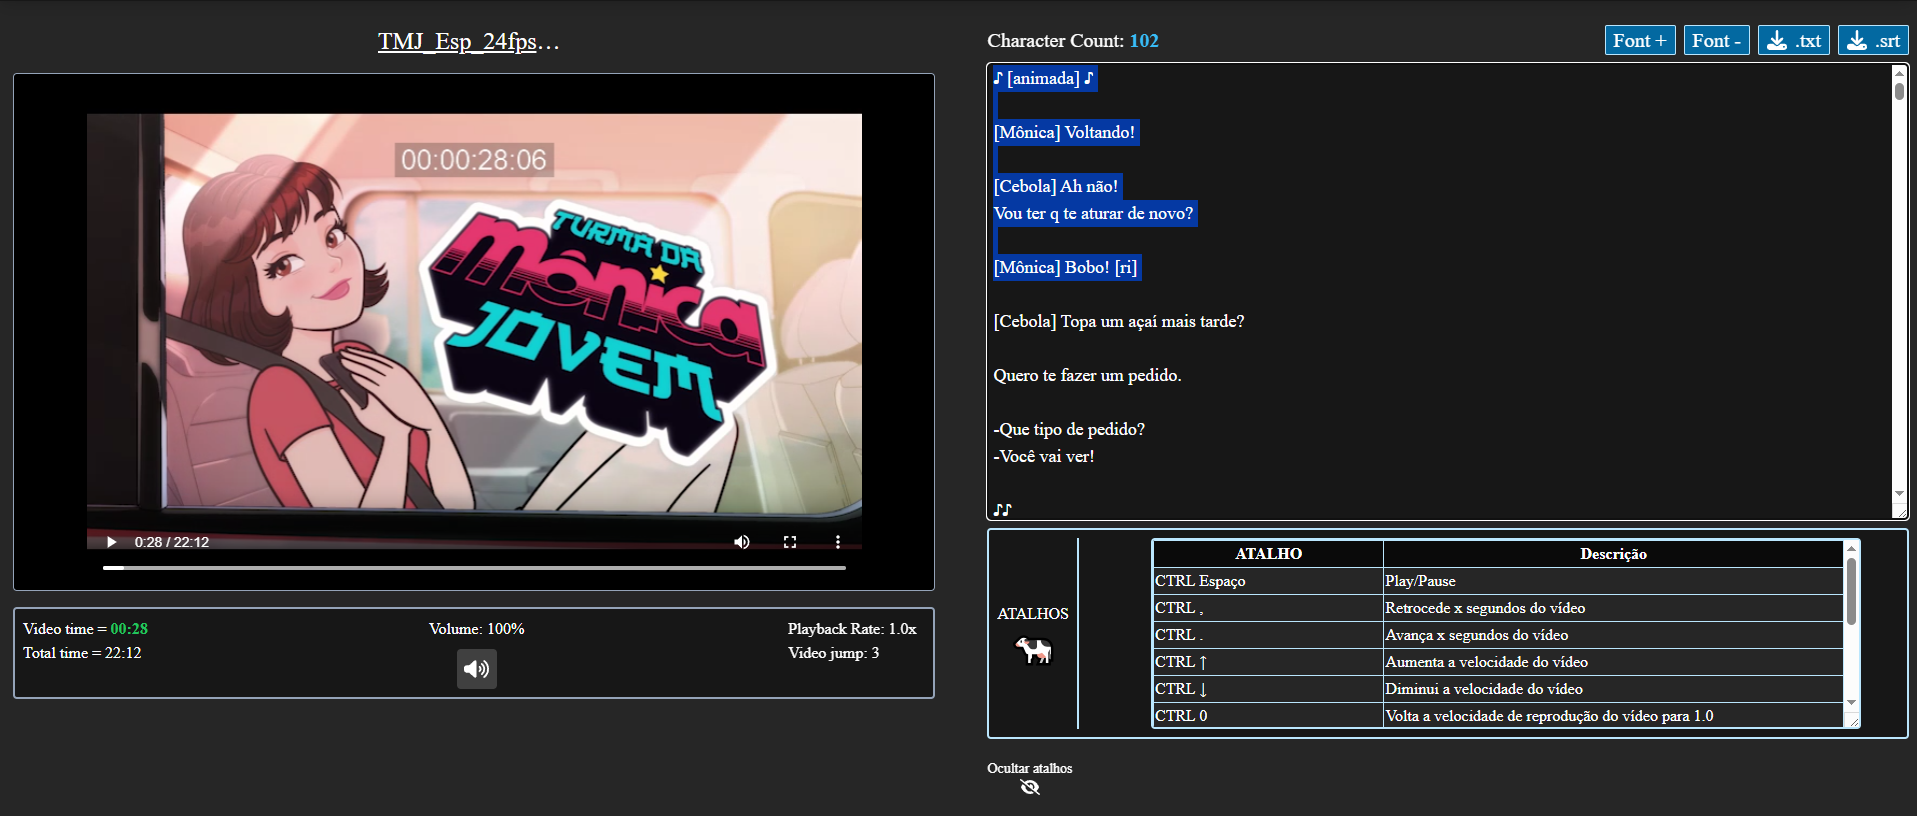 TMJ_Esp_24fps...
00:00:28:06
TURMA DA
MÔNICA
JOVEM
0:28 / 22:12
Video time = 00:28
Total time = 22:12
Volume: 100%
Playback Rate: 1.0x
Video jump: 3
Character Count: 102
Font +
Font -
.txt
.srt
♪ [animada] ♪
[Mônica] Voltando!
[Cebola] Ah não!
Vou ter q te aturar de novo?
[Mônica] Bobo! [ri]
[Cebola] Topa um açaí mais tarde?
Quero te fazer um pedido.
-Que tipo de pedido?
-Você vai ver!
♪♪
ATALHOS
ATALHO Descrição
CTRL Espaço Play/Pause
CTRL , Retrocede x segundos do vídeo
CTRL . Avança x segundos do vídeo
CTRL ↑ Aumenta a velocidade do vídeo
CTRL ↓ Diminui a velocidade do vídeo
CTRL 0 Volta a velocidade de reprodução do vídeo para 1.0
Ocultar atalhos